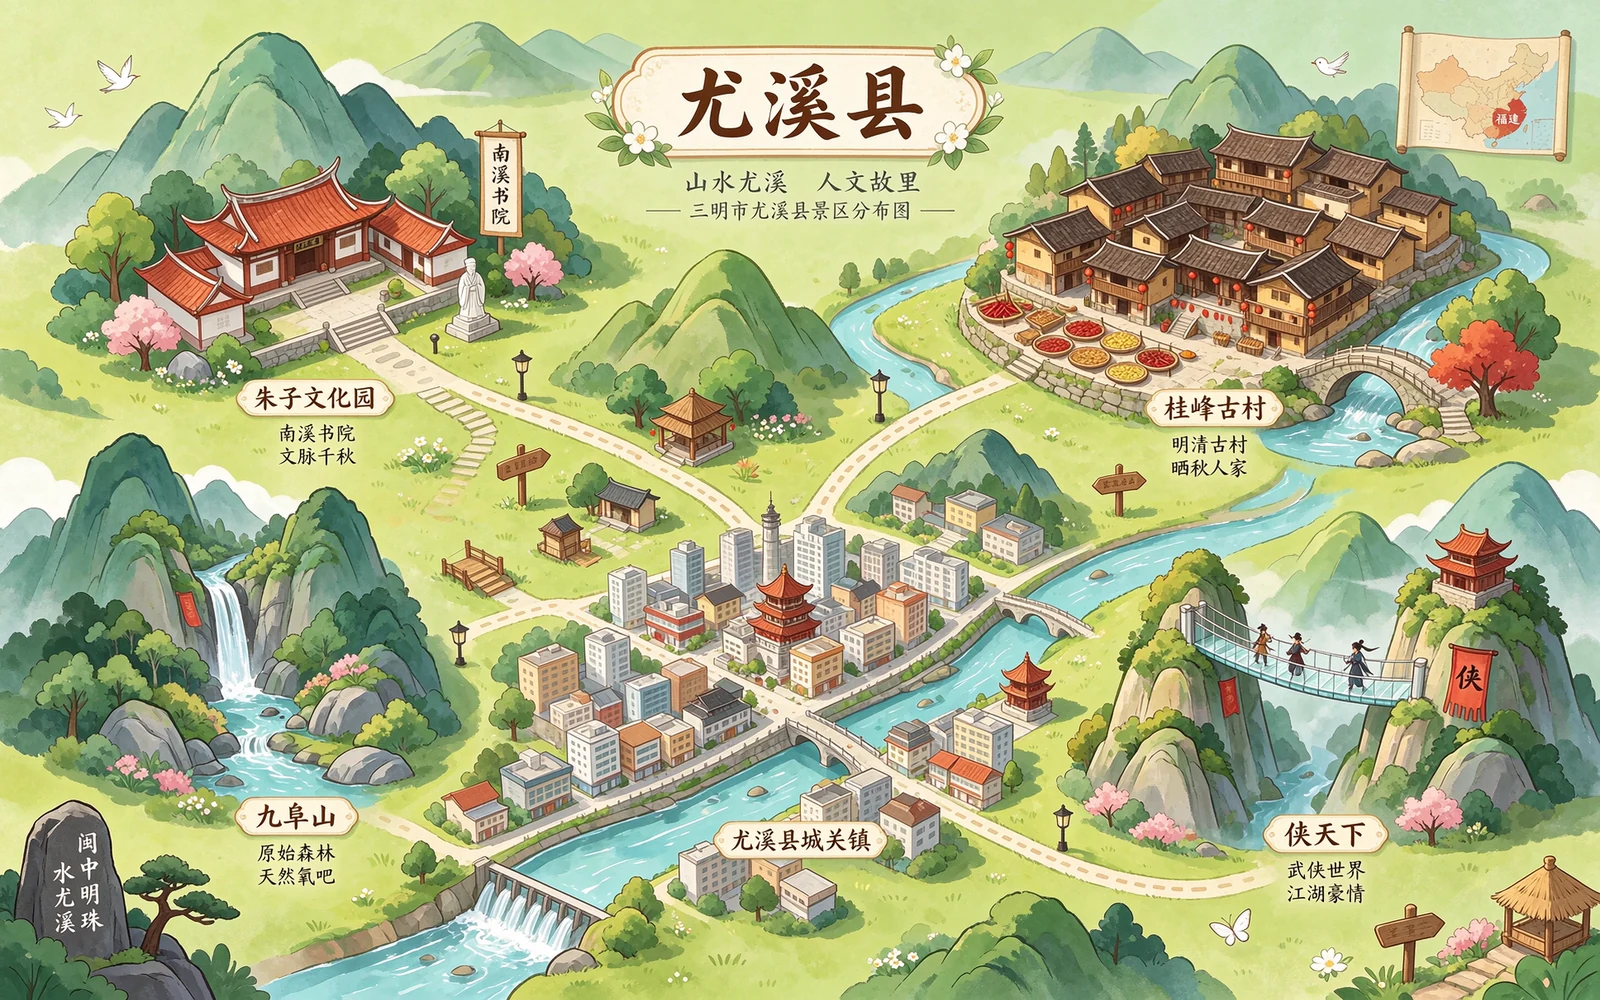 尤溪县
山水尤溪 人文故里
三明市尤溪县景区分布图
福建
南溪书院
朱子文化园
南溪书院
文脉千秋
桂峰古村
明清古村
晒秋人家
侠
九阜山
原始森林
天然氧吧
尤溪县城关镇
侠天下
武侠世界
江湖豪情
闽中明珠
水尤溪